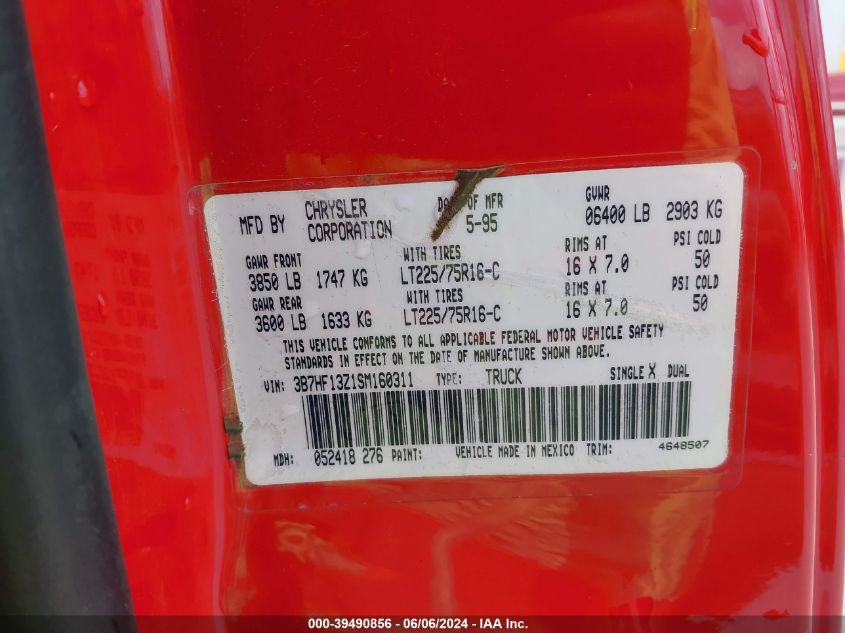 MFD BY CHRYSLER CORPORATION DATE OF MFR 5-95 GVWR 06400 LB 2903 KG
GAWR FRONT WITH TIRES RIMS AT PSI COLD
3850 LB 1747 KG LT225/75R16-C 16 X 7.0 50
GAWR REAR WITH TIRES RIMS AT PSI COLD
3600 LB 1633 KG LT225/75R16-C 16 X 7.0 50
THIS VEHICLE CONFORMS TO ALL APPLICABLE FEDERAL MOTOR VEHICLE SAFETY
STANDARDS IN EFFECT ON THE DATE OF MANUFACTURE SHOWN ABOVE.
VIN: 3B7HF13Z1SM160311 TYPE: TRUCK SINGLE X DUAL
MDH: 052418 276 PAINT: VEHICLE MADE IN MEXICO TRIM: 4648507
000-39490856 - 06/06/2024 - IAA Inc.